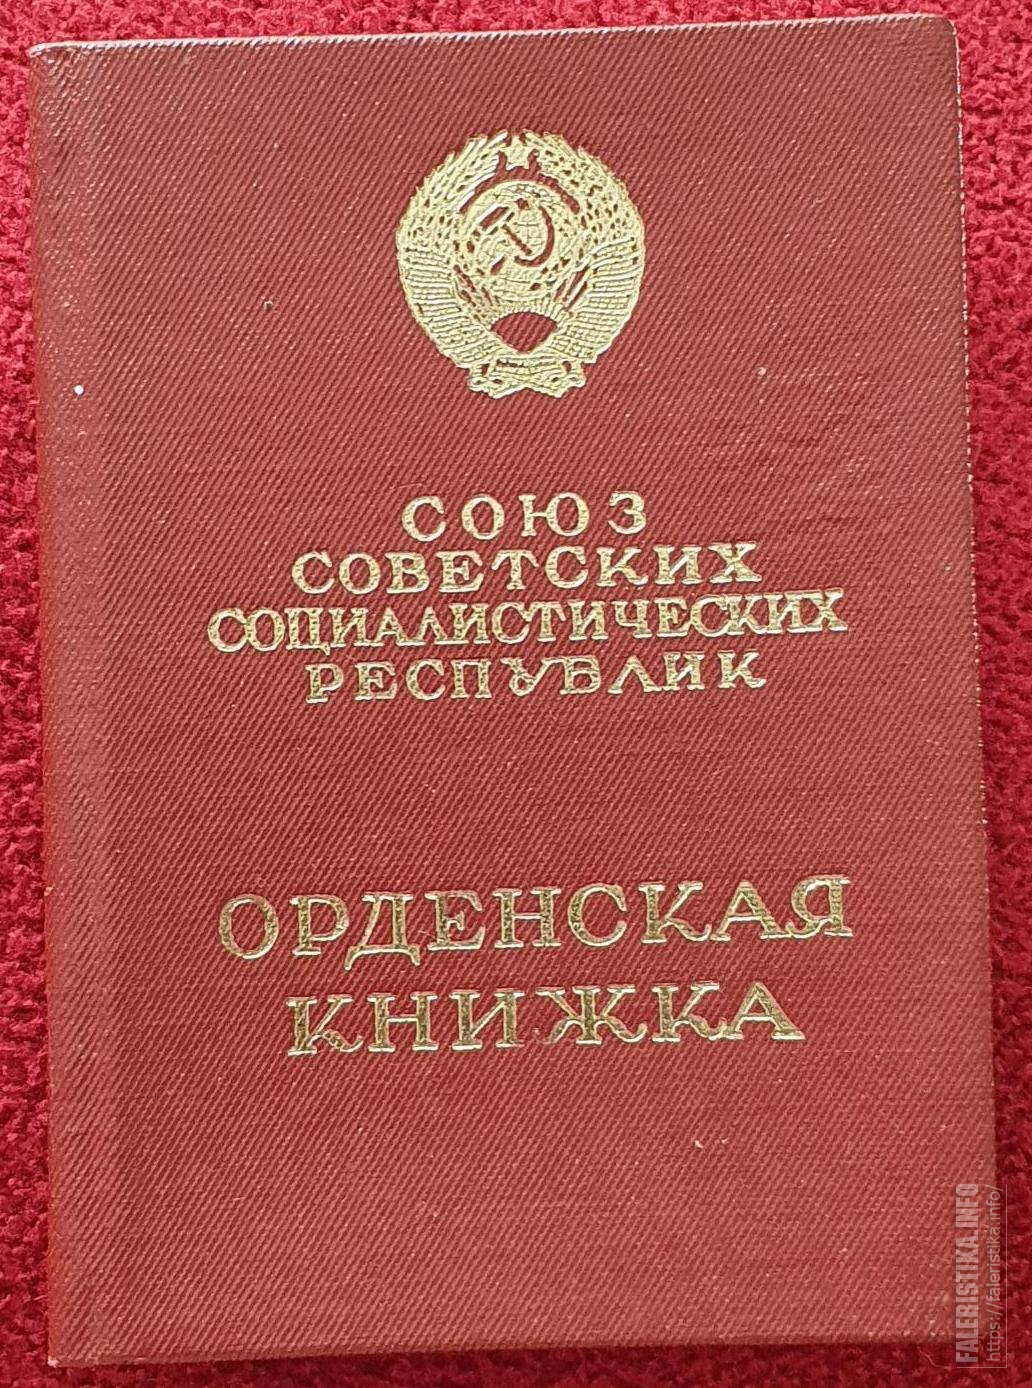 СОЮЗ
СОВЕТСКИХ
СОЦИАЛИСТИЧЕСКИХ
РЕСПУБЛИК
ОРДЕНСКАЯ
КНИЖКА
FALERISTIKA.INFO
https://faleristika.info/